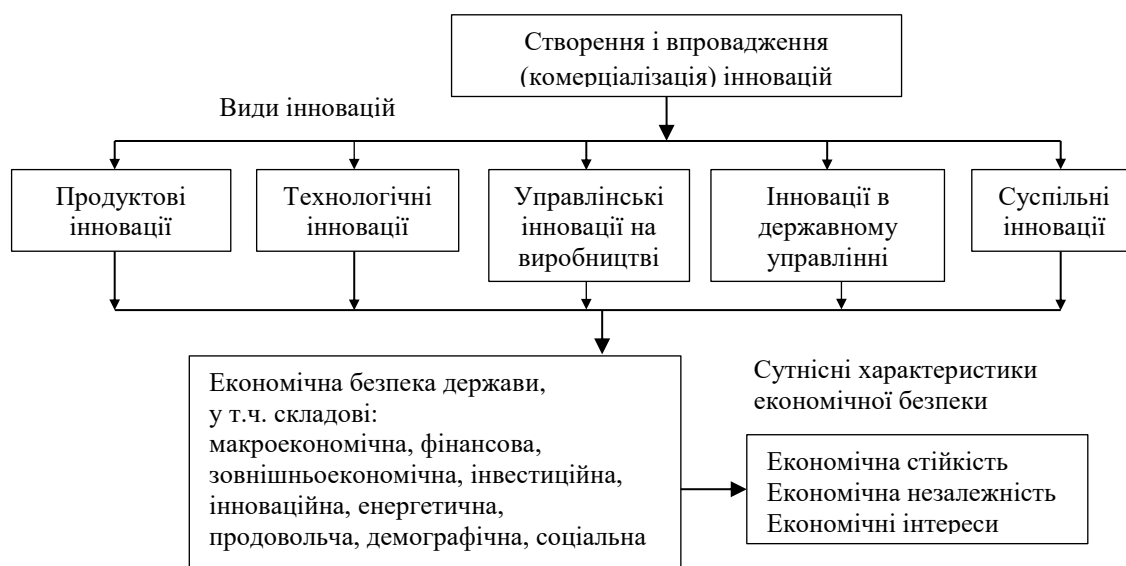 Створення і впровадження
(комерціалізація) інновацій
Види інновацій
Продуктові
інновації
Технологічні
інновації
Управлінські
інновації на
виробництві
Інновації в
державному
управлінні
Суспільні
інновації
Економічна безпека держави,
у т.ч. складові:
макроекономічна, фінансова,
зовнішньоекономічна, інвестиційна,
інноваційна, енергетична,
продовольча, демографічна, соціальна
Сутнісні характеристики
економічної безпеки
Економічна стійкість
Економічна незалежність
Економічні інтереси